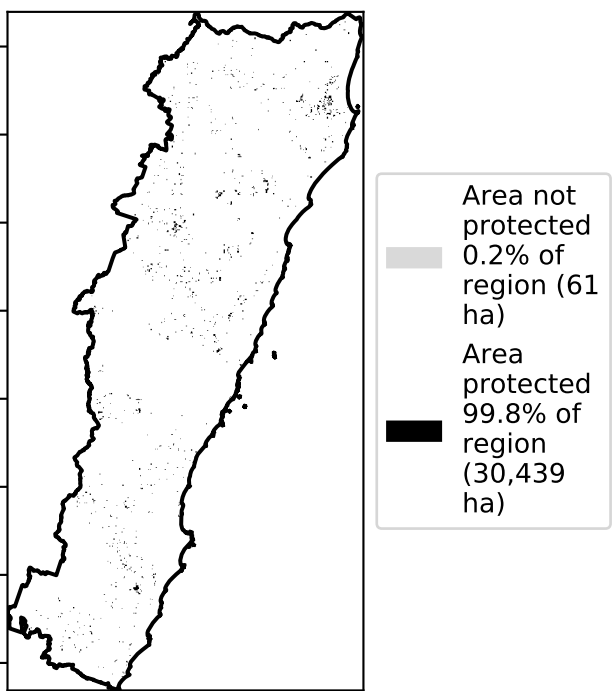 Area not
protected
0.2% of
region (61
ha)
Area
protected
99.8% of
region
(30,439
ha)